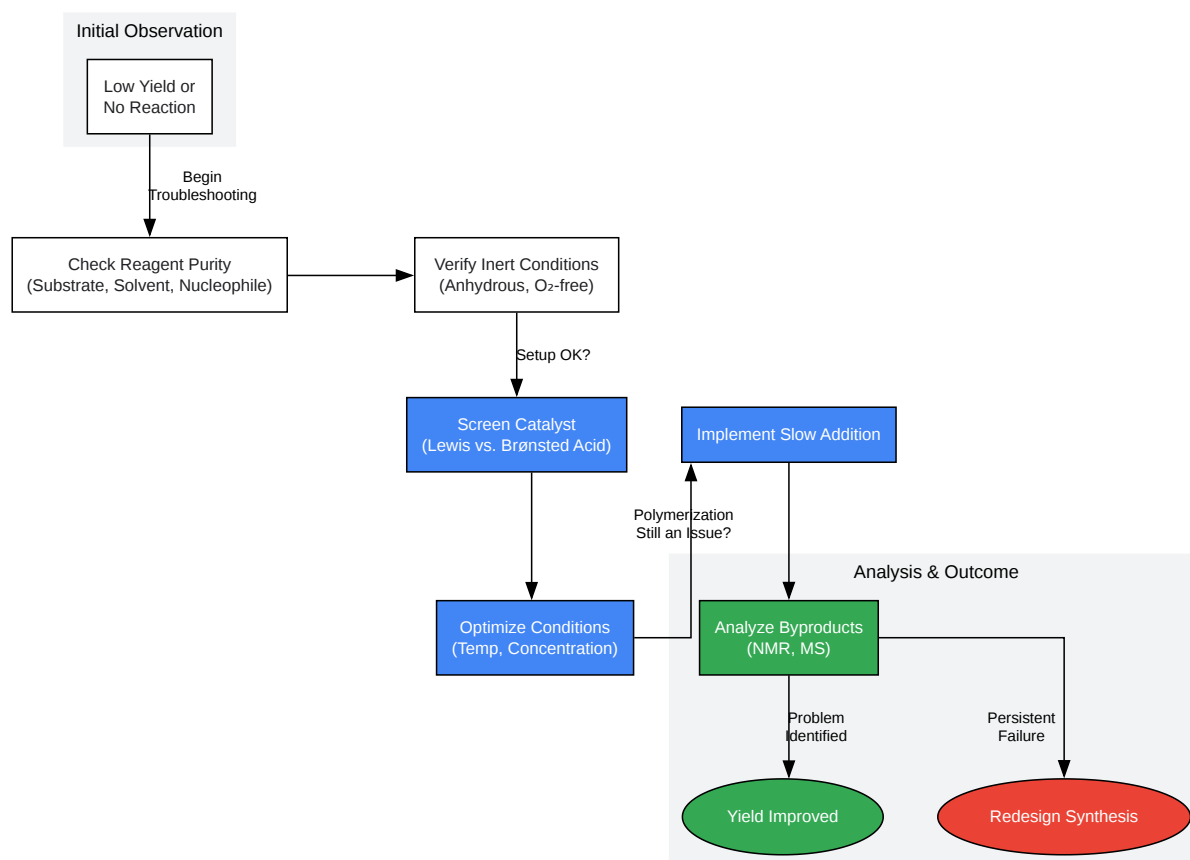 Initial Observation
Low Yield or
No Reaction
Begin
Troubleshooting
Check Reagent Purity
(Substrate, Solvent, Nucleophile)
Verify Inert Conditions
(Anhydrous, O₂-free)
Setup OK?
Screen Catalyst
(Lewis vs. Brønsted Acid)
Implement Slow Addition
Polymerization
Still an Issue?
Analysis & Outcome
Optimize Conditions
(Temp, Concentration)
Analyze Byproducts
(NMR, MS)
Problem
Identified
Persistent
Failure
Yield Improved
Redesign Synthesis